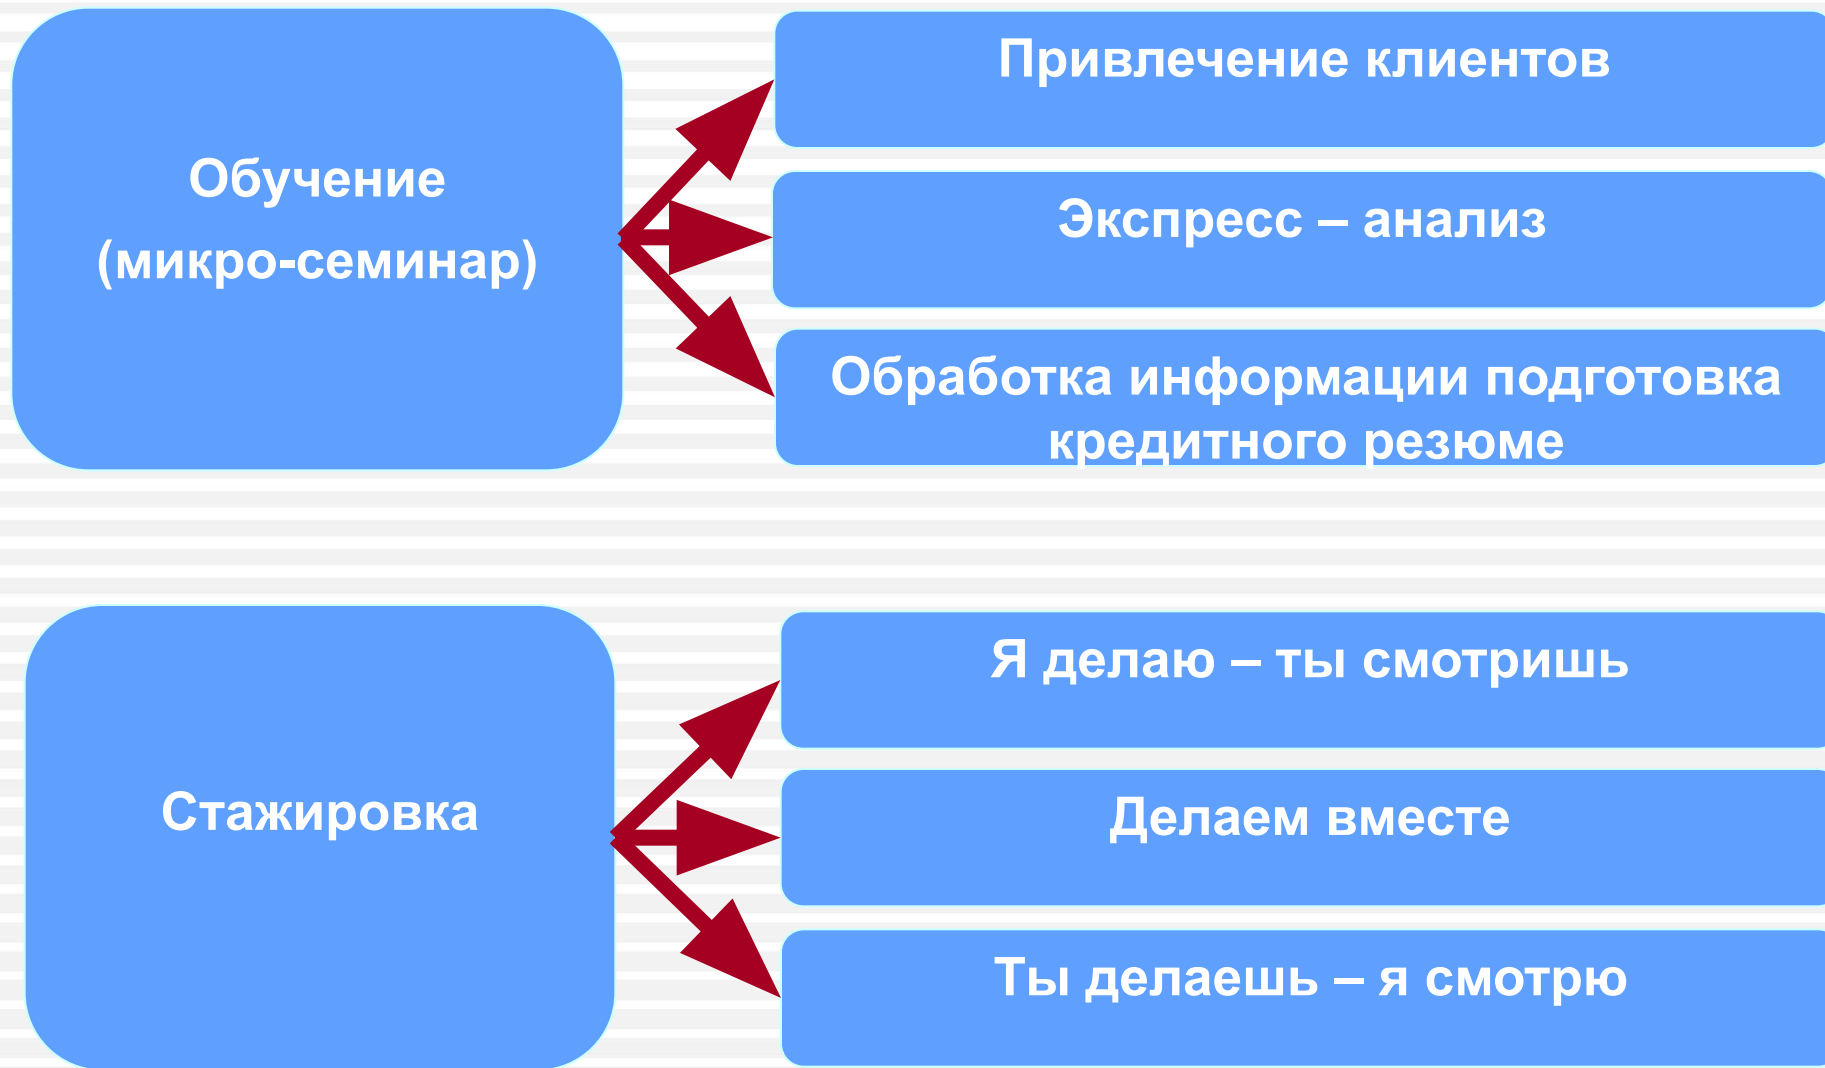 Обучение
(микро-семинар)
Привлечение клиентов
Экспресс – анализ
Обработка информации подготовка
кредитного резюме
Стажировка
Я делаю – ты смотришь
Делаем вместе
Ты делаешь – я смотрю